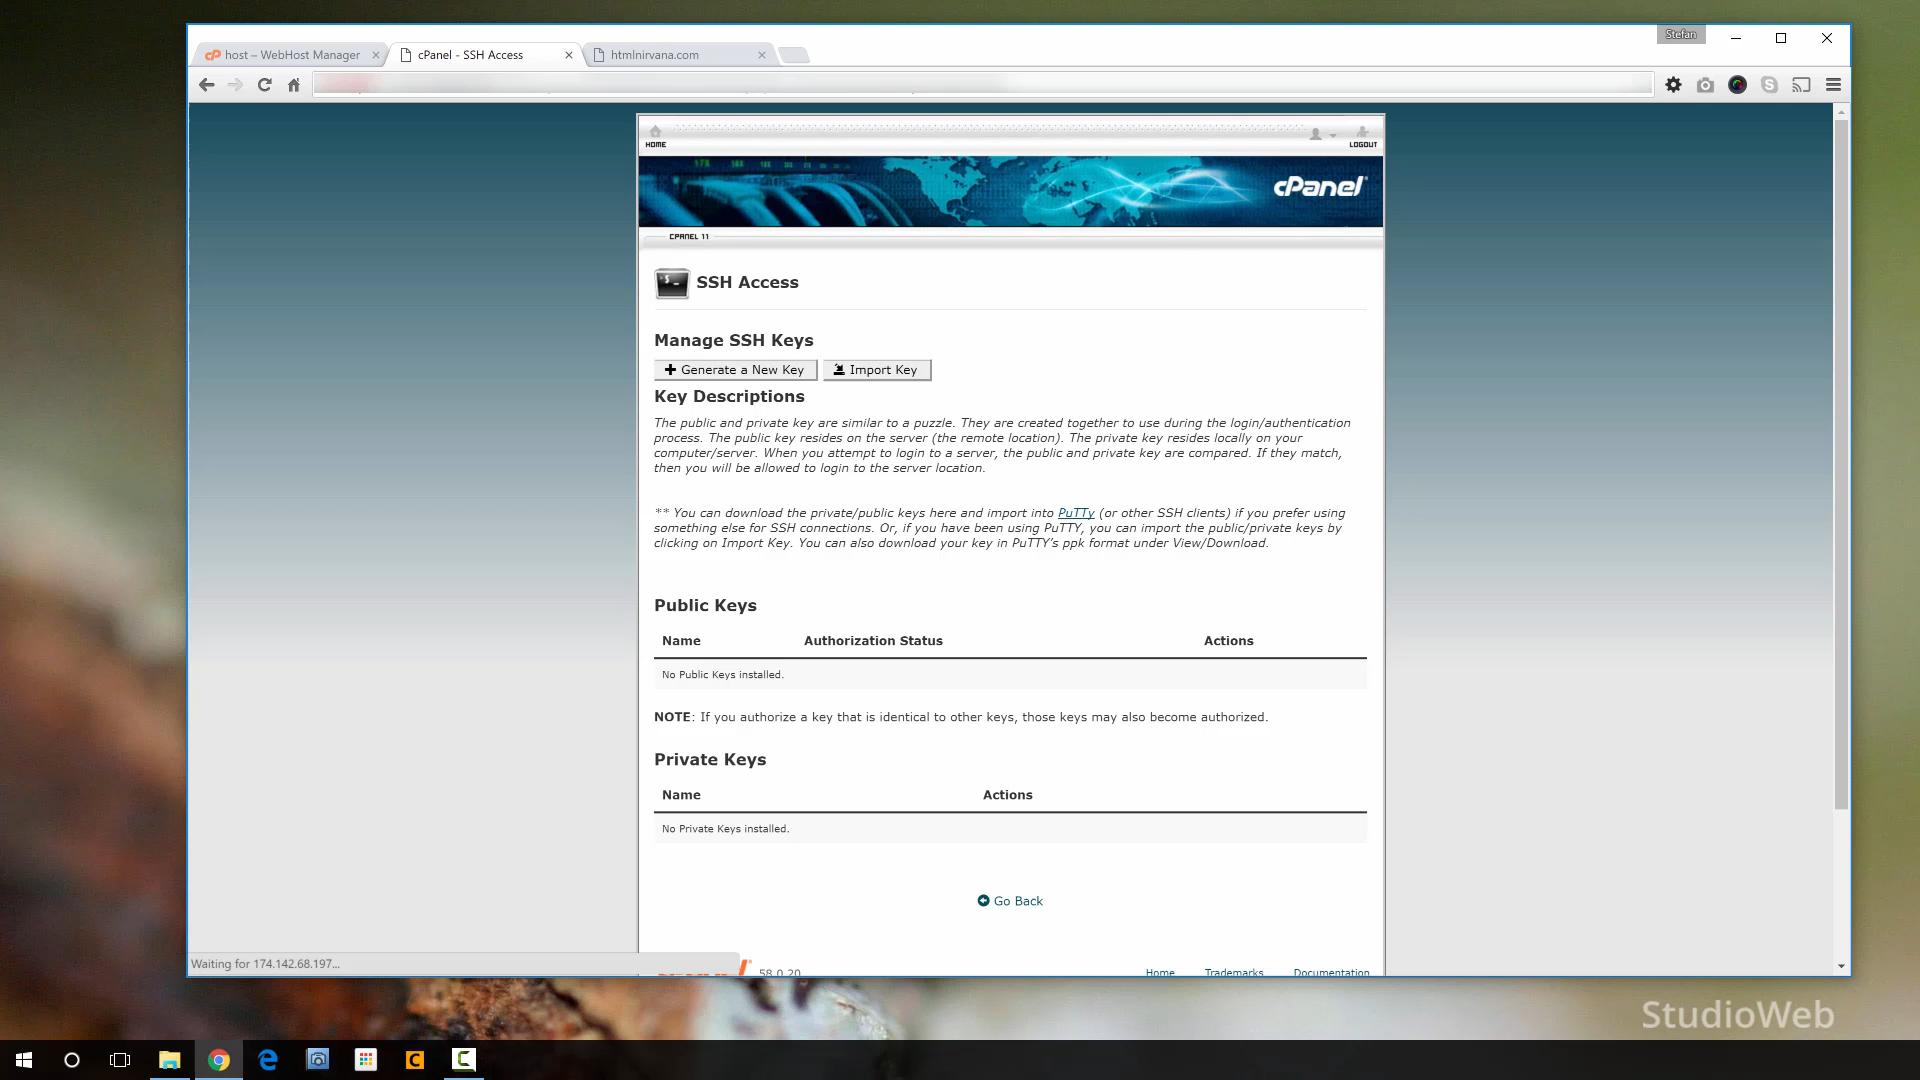 Stefan
host – WebHost Manager
cPanel - SSH Access
htmlnirvana.com
HOME
LOGOUT
cPanel
CPANEL 11
SSH Access
Manage SSH Keys
Generate a New Key
Import Key
Key Descriptions
The public and private key are similar to a puzzle. They are created together to use during the login/authentication
process. The public key resides on the server (the remote location). The private key resides locally on your
computer/server. When you attempt to login to a server, the public and private key are compared. If they match,
then you will be allowed to login to the server location.
** You can download the private/public keys here and import into PuTTy (or other SSH clients) if you prefer using
something else for SSH connections. Or, if you have been using PuTTY, you can import the public/private keys by
clicking on Import Key. You can also download your key in PuTTY's ppk format under View/Download.
Public Keys
Name Authorization Status Actions
No Public Keys installed.
NOTE: If you authorize a key that is identical to other keys, those keys may also become authorized.
Private Keys
Name Actions
No Private Keys installed.
Go Back
Waiting for 174.142.68.197...
58.0.20
Home Trademarks Documentation
StudioWeb